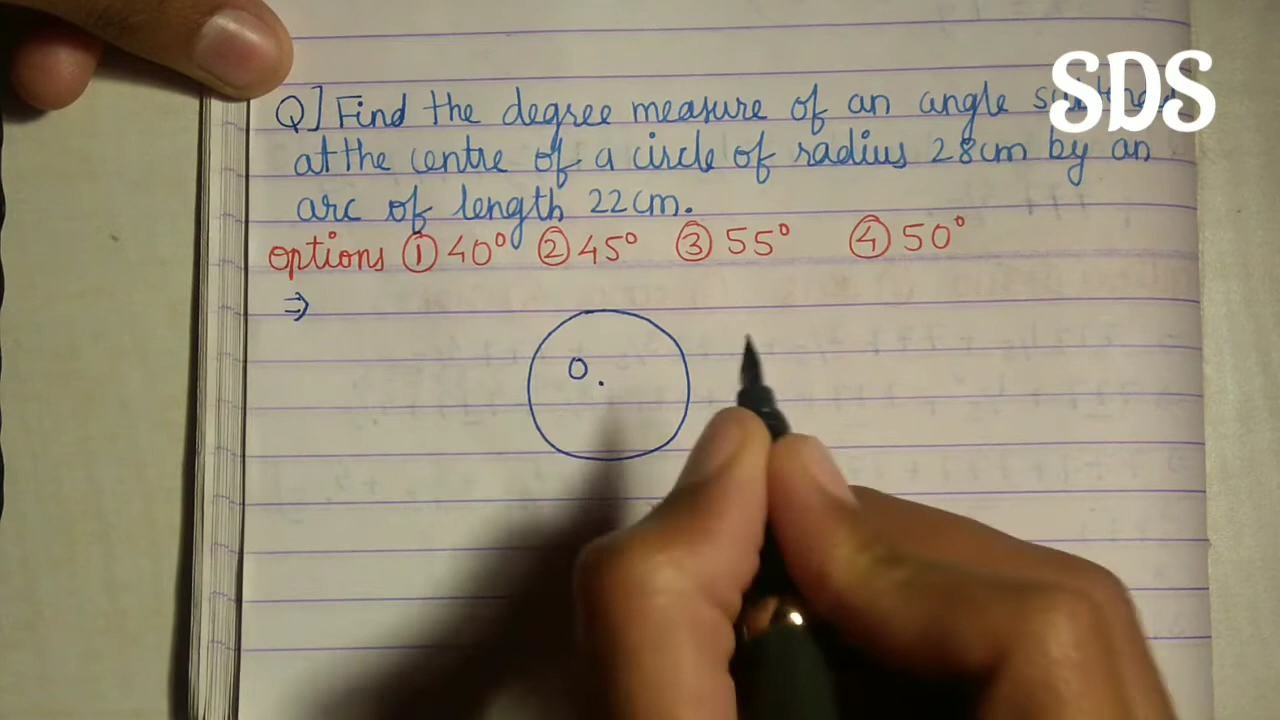 SDS
Q] Find the degree measure of an angle
at the centre of a circle of radius 28cm by an
arc of length 22cm.
options ① 40° ② 45° ③ 55° ④ 50°
⇒
O